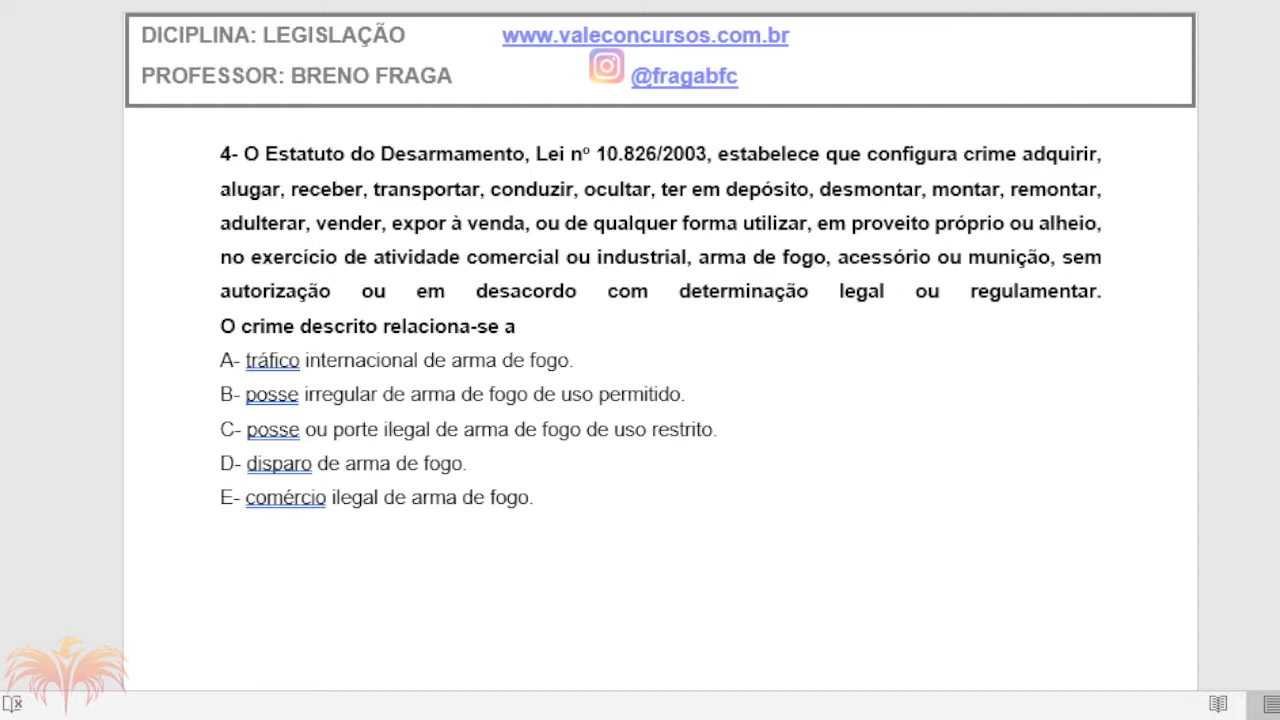 DICIPLINA: LEGISLAÇÃO www.valeconcursos.com.br
PROFESSOR: BRENO FRAGA @fragabfc
4- O Estatuto do Desarmamento, Lei nº 10.826/2003, estabelece que configura crime adquirir,
alugar, receber, transportar, conduzir, ocultar, ter em depósito, desmontar, montar, remontar,
adulterar, vender, expor à venda, ou de qualquer forma utilizar, em proveito próprio ou alheio,
no exercício de atividade comercial ou industrial, arma de fogo, acessório ou munição, sem
autorização ou em desacordo com determinação legal ou regulamentar.
O crime descrito relaciona-se a
A- tráfico internacional de arma de fogo.
B- posse irregular de arma de fogo de uso permitido.
C- posse ou porte ilegal de arma de fogo de uso restrito.
D- disparo de arma de fogo.
E- comércio ilegal de arma de fogo.